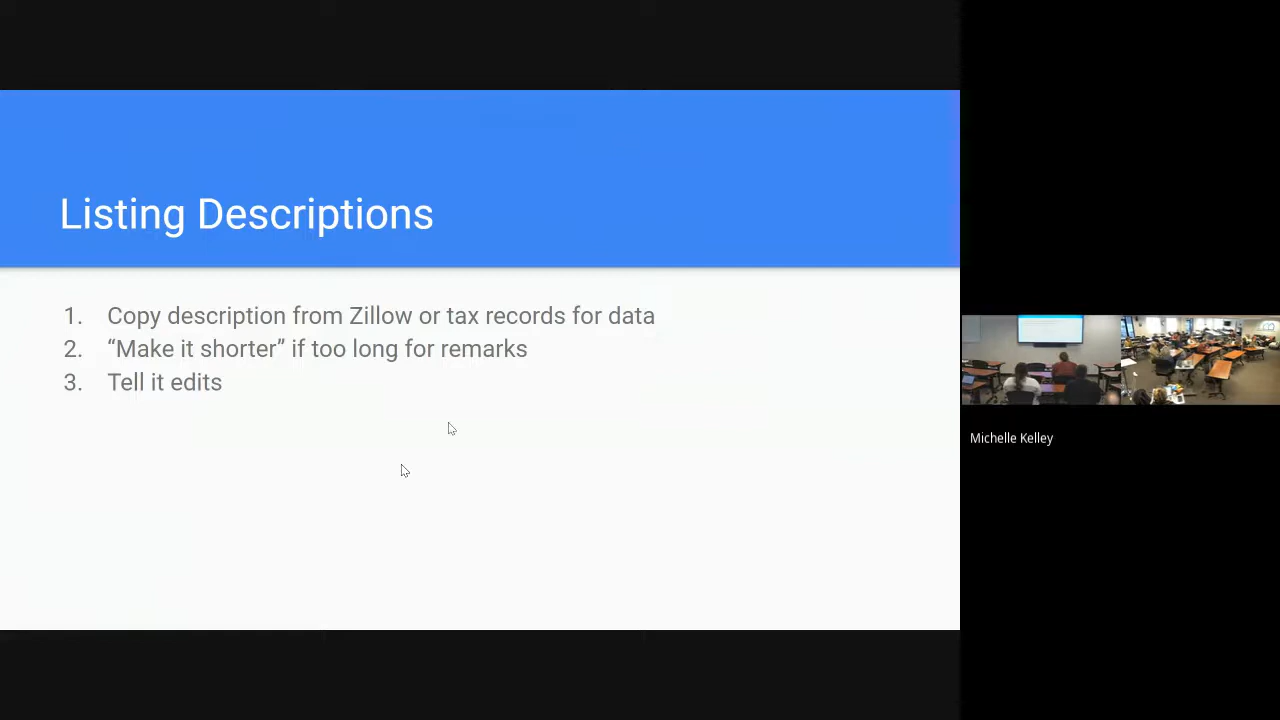 Listing Descriptions
1. Copy description from Zillow or tax records for data
2. “Make it shorter” if too long for remarks
3. Tell it edits
Michelle Kelley